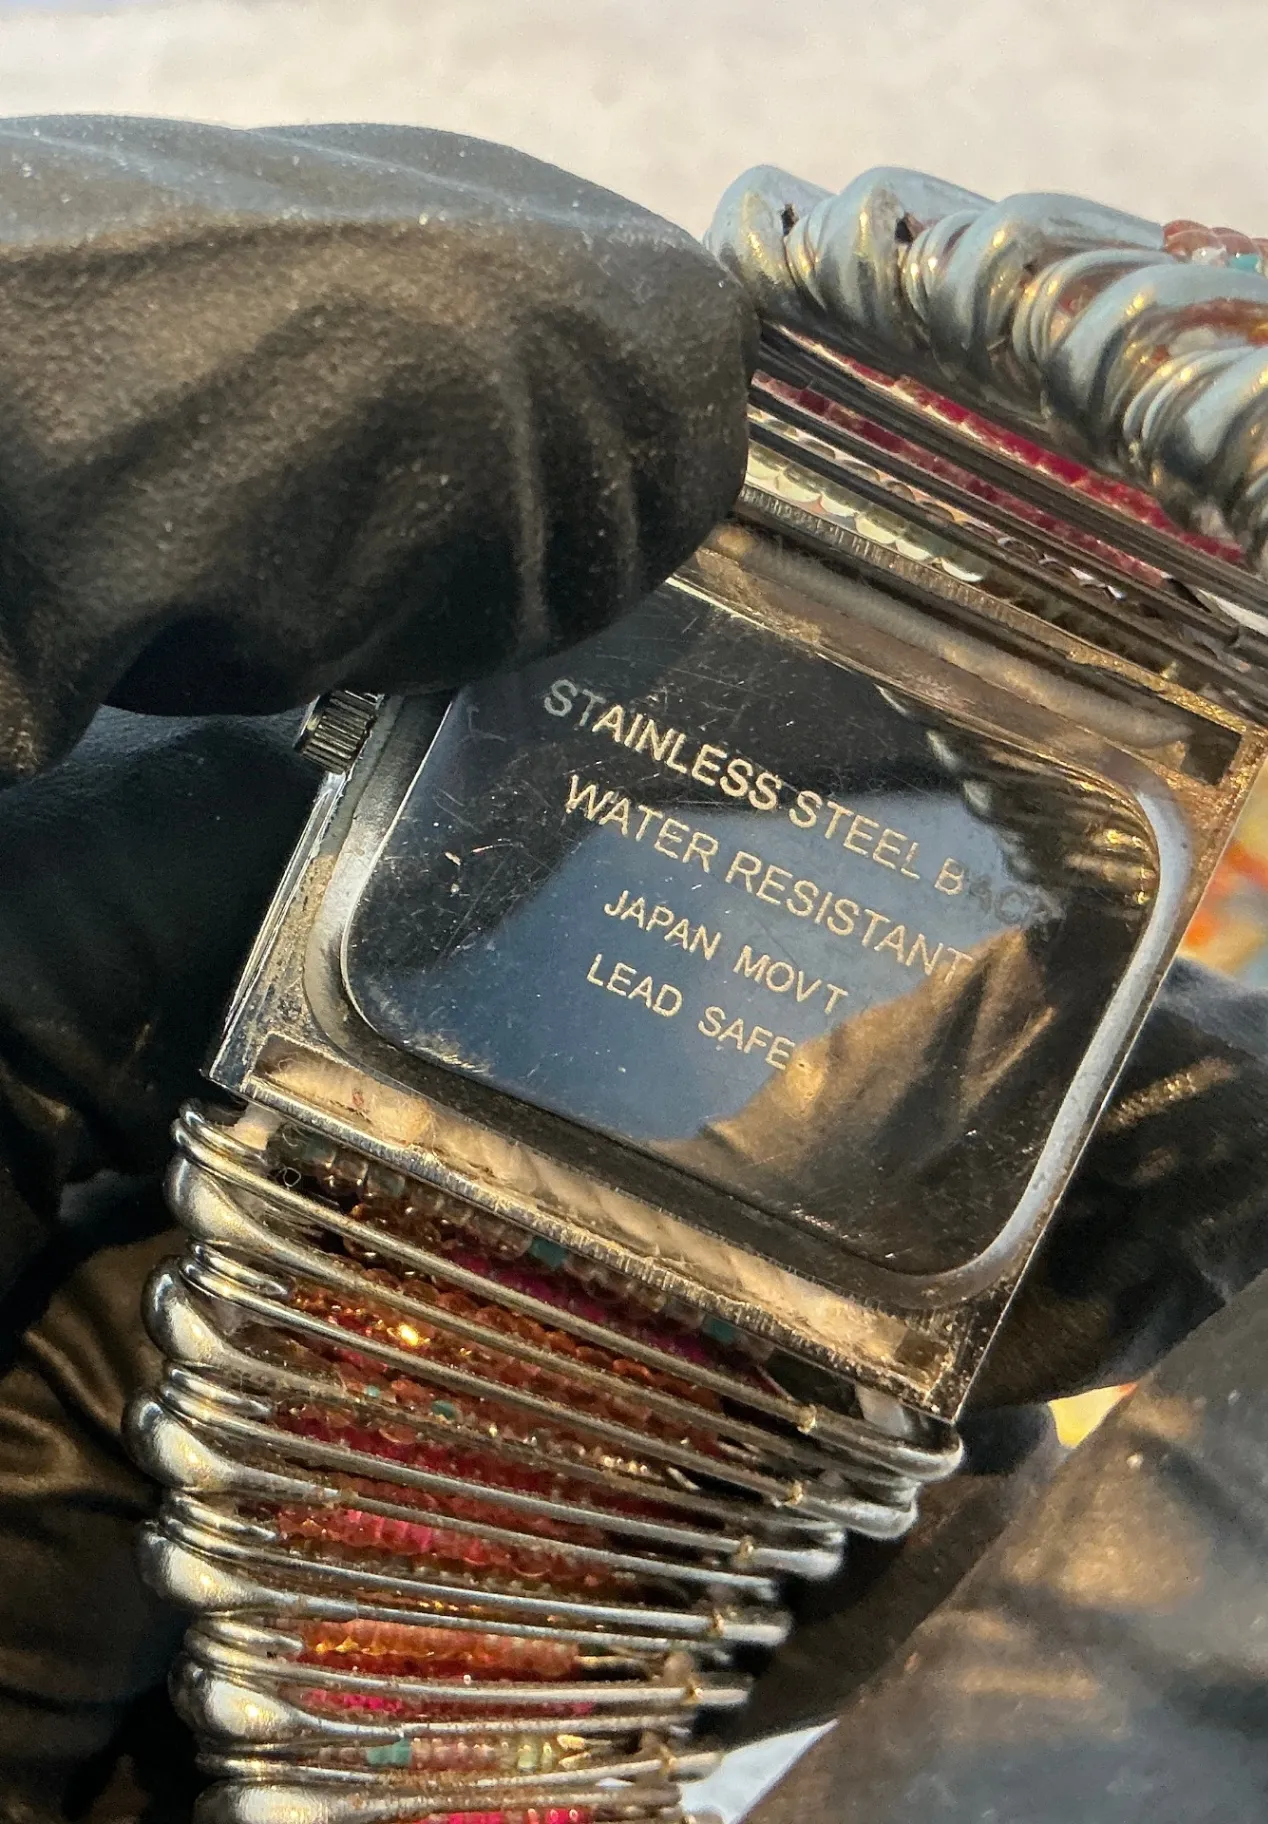 STAINLESS STEEL BACK
WATER RESISTANT
JAPAN MOVT
LEAD SAFE